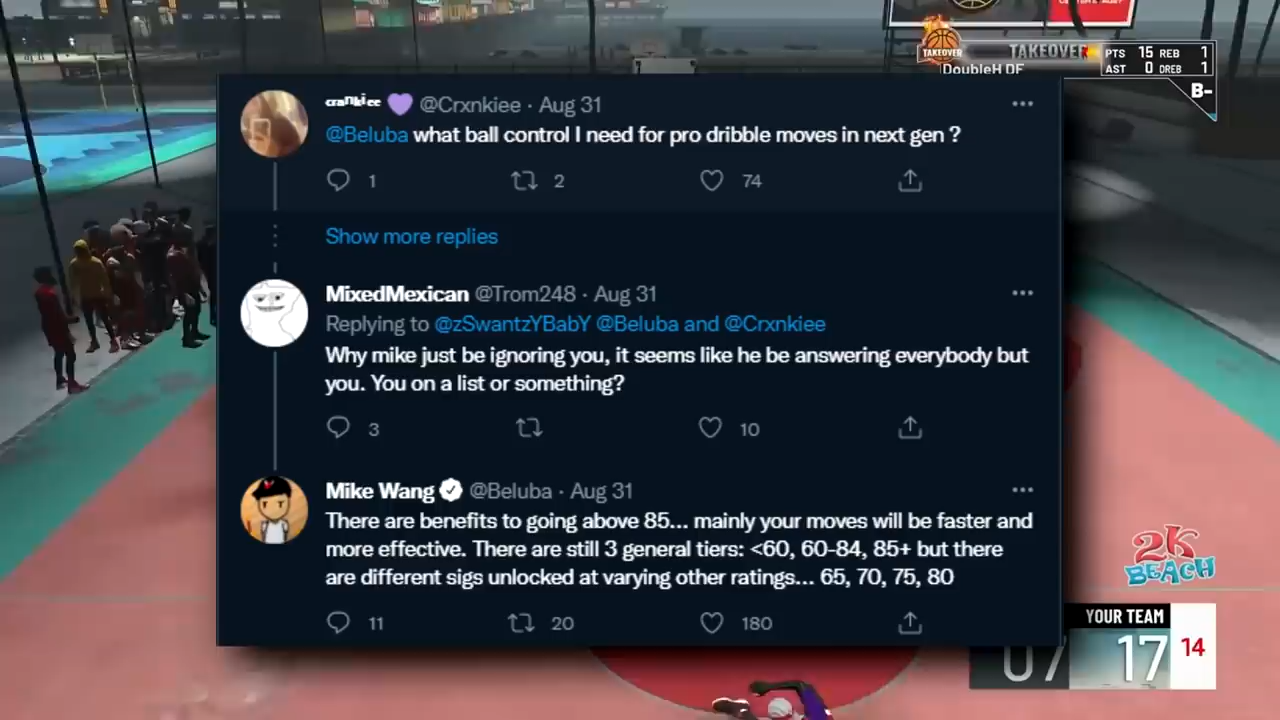 TAKEOVER
TAKEOVER
PTS 15 REB 1
AST 0 DREB 1
DoubleH DF
B-
crankiee 💜 @Crxnkiee · Aug 31
@Beluba what ball control I need for pro dribble moves in next gen ?
1 2 74
Show more replies
MixedMexican @Trom248 · Aug 31
Replying to @zSwantzYBabY @Beluba and @Crxnkiee
Why mike just be ignoring you, it seems like he be answering everybody but
you. You on a list or something?
3 10
Mike Wang @Beluba · Aug 31
There are benefits to going above 85... mainly your moves will be faster and
more effective. There are still 3 general tiers: <60, 60-84, 85+ but there
are different sigs unlocked at varying other ratings... 65, 70, 75, 80
11 20 180
2K
BEACH
YOUR TEAM
07 17 14